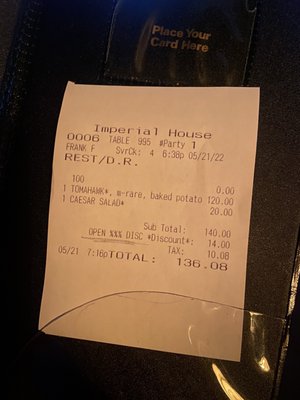 Place Your
Card Here
Imperial House
0006 TABLE 995 #Party 1
FRANK F SvrCk: 4 6:38p 05/21/22
REST/D.R.
100 0.00
1 TOMAHAWK*, m-rare, baked potato 120.00
1 CAESAR SALAD* 20.00
Sub Total: 140.00
OPEN %%% DISC *Discount*: 14.00
TAX: 10.08
05/21 7:16p TOTAL: 136.08